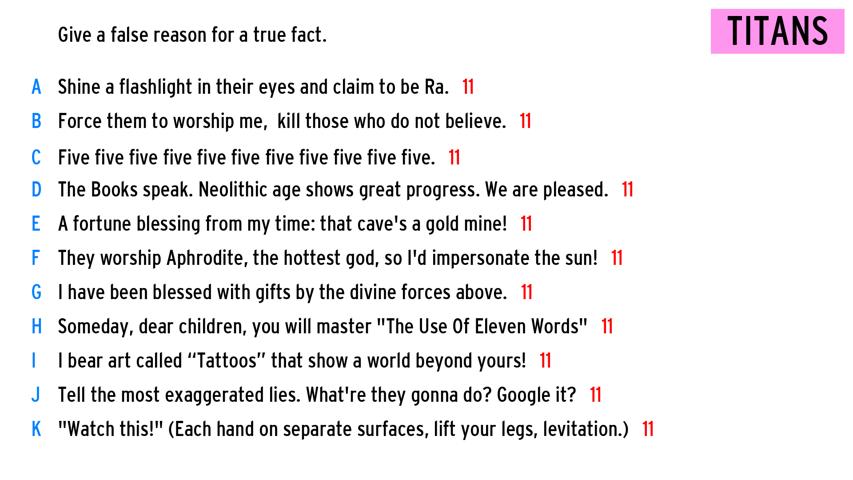 Give a false reason for a true fact.
TITANS
A Shine a flashlight in their eyes and claim to be Ra. 11
B Force them to worship me, kill those who do not believe. 11
C Five five five five five five five five five five five. 11
D The Books speak. Neolithic age shows great progress. We are pleased. 11
E A fortune blessing from my time: that cave's a gold mine! 11
F They worship Aphrodite, the hottest god, so I'd impersonate the sun! 11
G I have been blessed with gifts by the divine forces above. 11
H Someday, dear children, you will master "The Use Of Eleven Words" 11
I I bear art called “Tattoos” that show a world beyond yours! 11
J Tell the most exaggerated lies. What're they gonna do? Google it? 11
K "Watch this!" (Each hand on separate surfaces, lift your legs, levitation.) 11